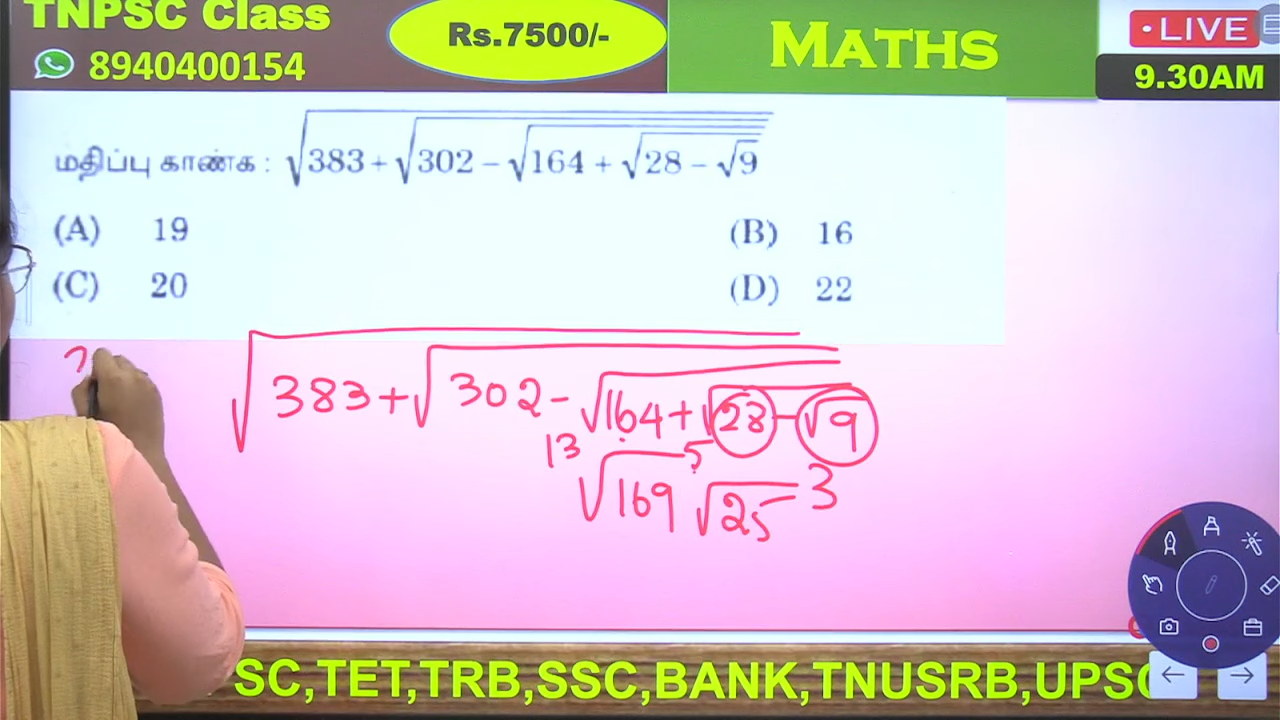 TNPSC Class
8940400154
Rs.7500/-
MATHS
• LIVE
9.30AM
மதிப்பு காண்க : √383 + √302 − √164 + √28 − √9
(A) 19
(B) 16
(C) 20
(D) 22
√383 + √302 − √164 + √28 − √9
13 5
√169 √25 3
SC,TET,TRB,SSC,BANK,TNUSRB,UPSC